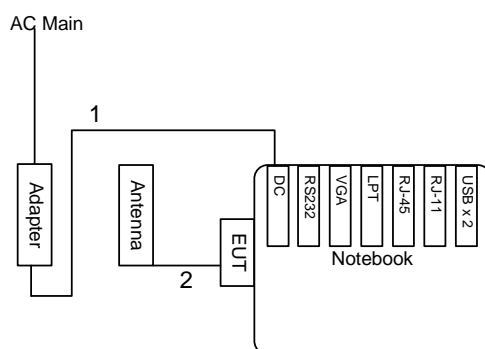 AC Main
1
Adapter
Antenna
2
EUT
DC
RS232
VGA
LPT
RJ-45
RJ-11
USB x 2
Notebook